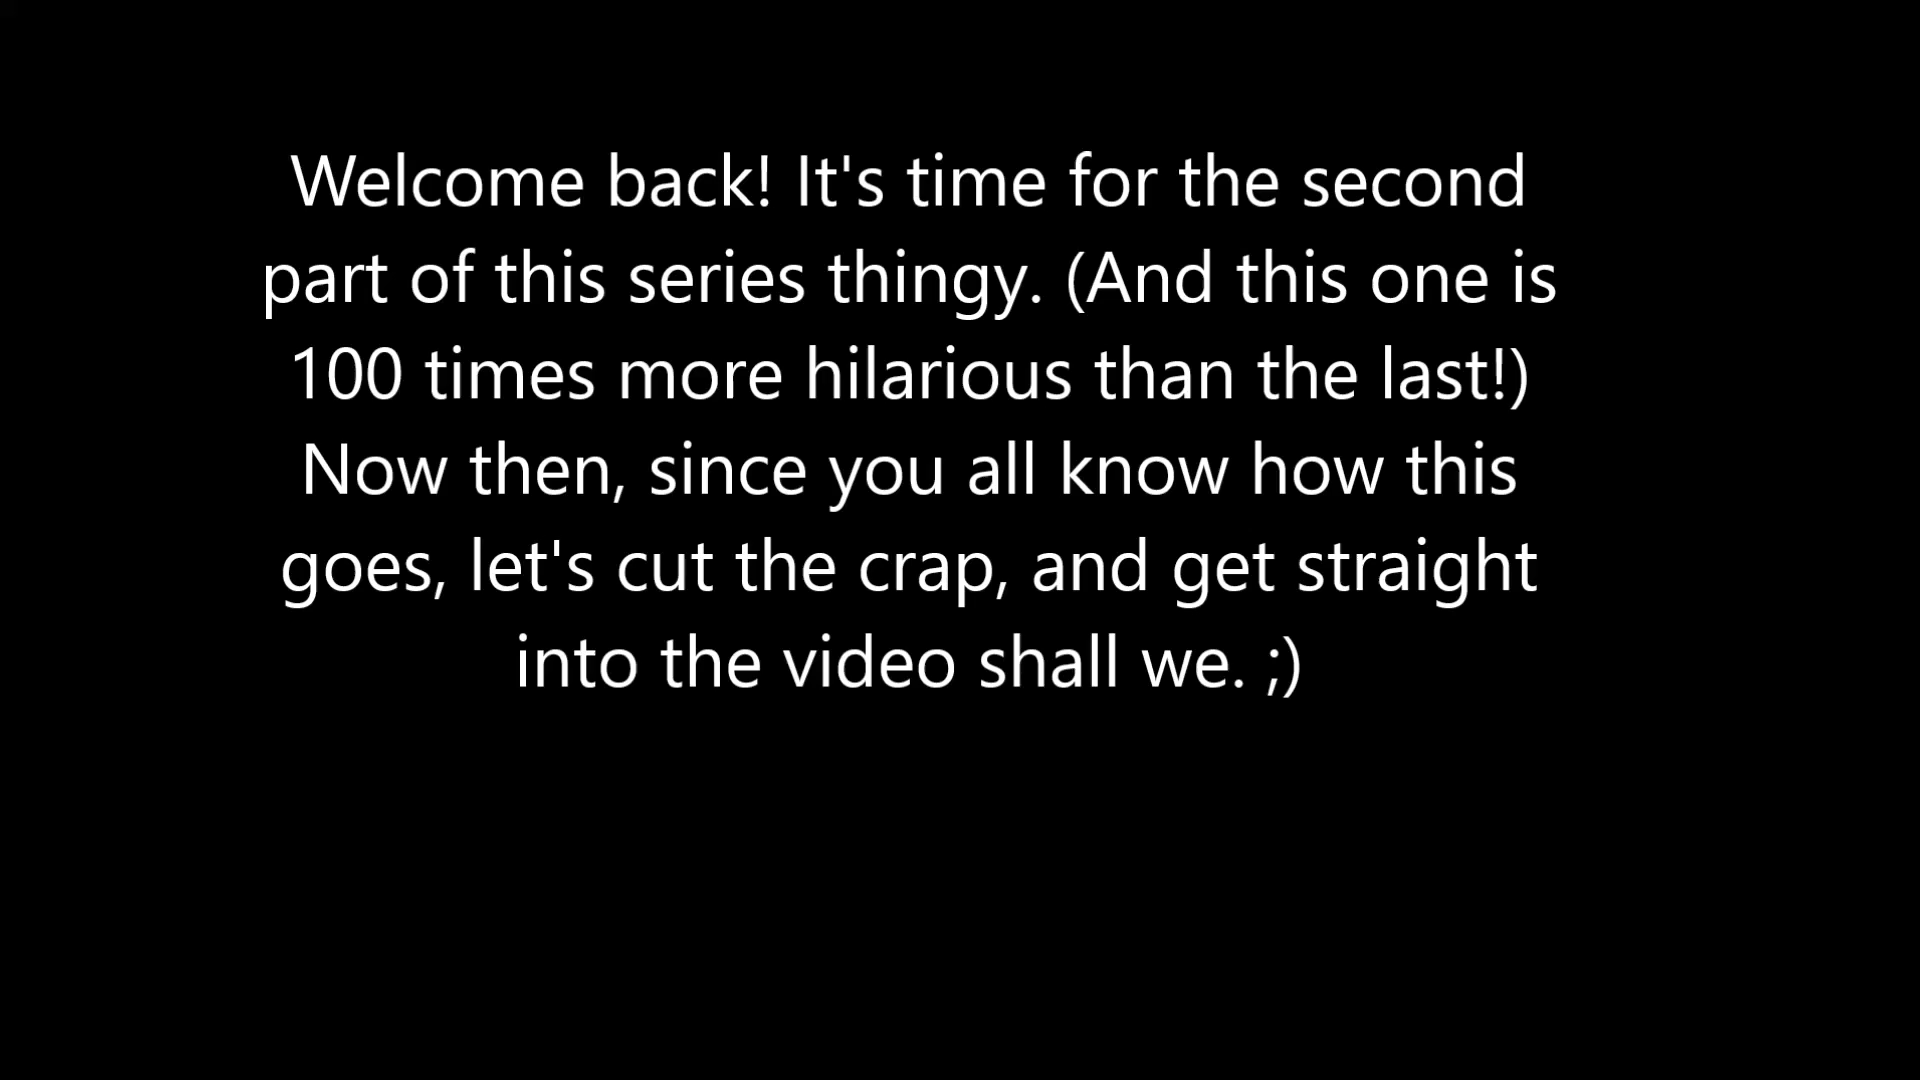 Welcome back! It's time for the second
part of this series thingy. (And this one is
100 times more hilarious than the last!)
Now then, since you all know how this
goes, let's cut the crap, and get straight
into the video shall we. ;)